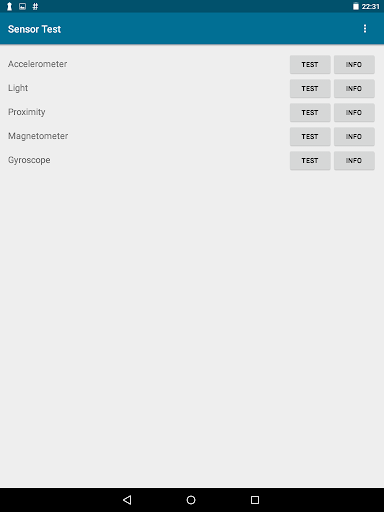 # 22:31
Sensor Test
Accelerometer TEST INFO
Light TEST INFO
Proximity TEST INFO
Magnetometer TEST INFO
Gyroscope TEST INFO